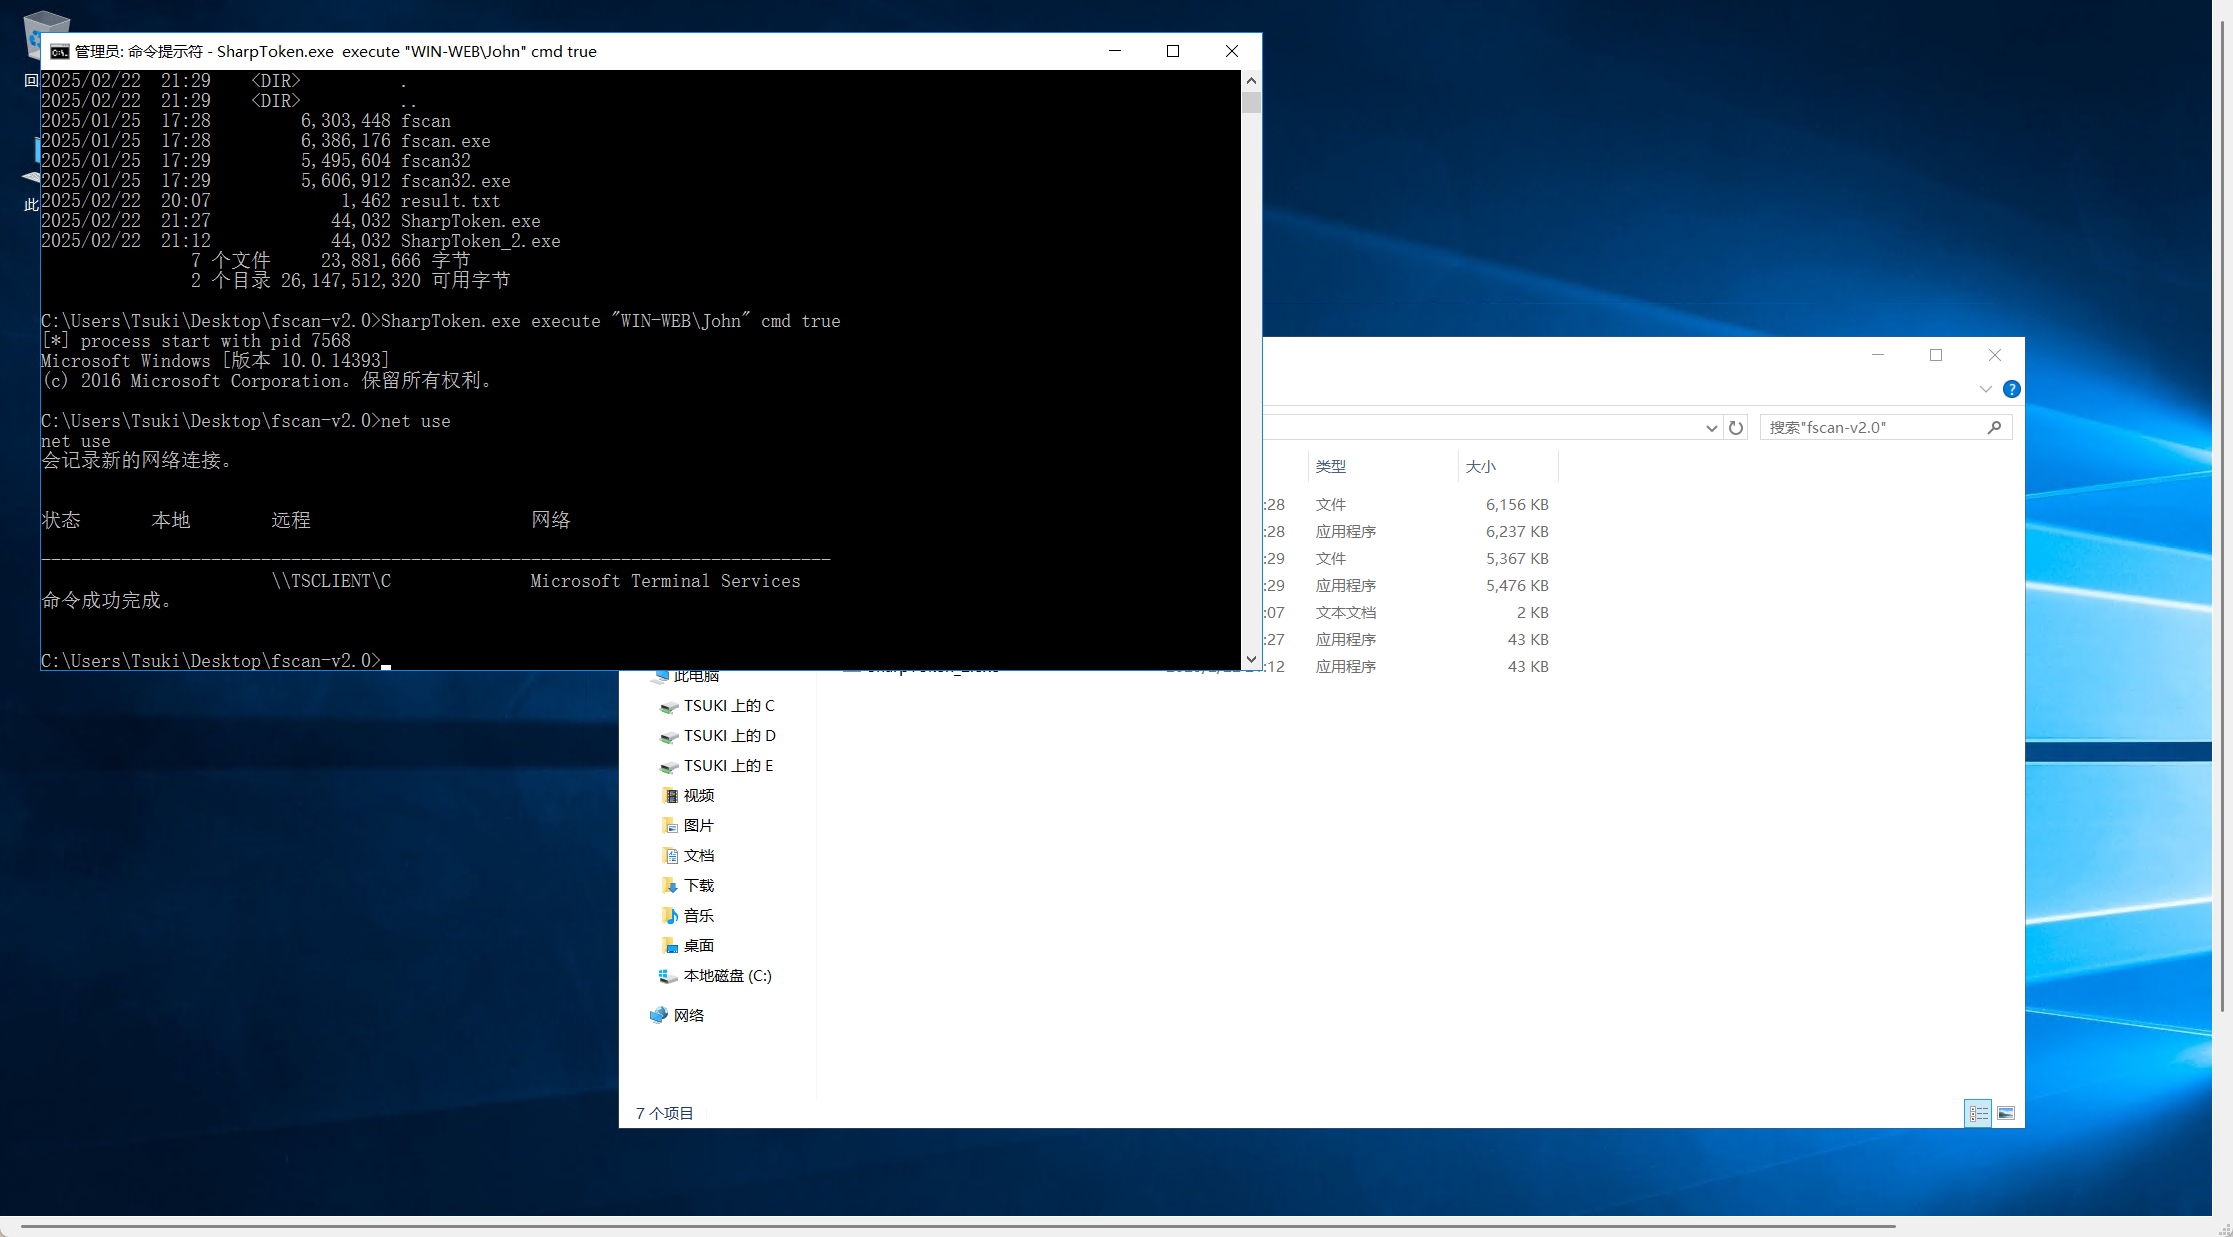 管理员: 命令提示符 - SharpToken.exe  execute "WIN-WEB\John" cmd true
回
此
2025/02/22  21:29    <DIR>          .
2025/02/22  21:29    <DIR>          ..
2025/01/25  17:28         6,303,448 fscan
2025/01/25  17:28         6,386,176 fscan.exe
2025/01/25  17:29         5,495,604 fscan32
2025/01/25  17:29         5,606,912 fscan32.exe
2025/02/22  20:07             1,462 result.txt
2025/02/22  21:27            44,032 SharpToken.exe
2025/02/22  21:12            44,032 SharpToken_2.exe
7 个文件     23,881,666 字节
2 个目录 26,147,512,320 可用字节
C:\Users\Tsuki\Desktop\fscan-v2.0>SharpToken.exe execute "WIN-WEB\John" cmd true
[*] process start with pid 7568
Microsoft Windows [版本 10.0.14393]
(c) 2016 Microsoft Corporation。保留所有权利。
C:\Users\Tsuki\Desktop\fscan-v2.0>net use
net use
会记录新的网络连接。
状态       本地        远程                      网络
-------------------------------------------------------------------------------
\\TSCLIENT\C              Microsoft Terminal Services
命令成功完成。
C:\Users\Tsuki\Desktop\fscan-v2.0>
搜索"fscan-v2.0"
类型 大小
:28 文件 6,156 KB
:28 应用程序 6,237 KB
:29 文件 5,367 KB
:29 应用程序 5,476 KB
:07 文本文档 2 KB
:27 应用程序 43 KB
:12 应用程序 43 KB
此电脑
TSUKI 上的 C
TSUKI 上的 D
TSUKI 上的 E
视频
图片
文档
下载
音乐
桌面
本地磁盘 (C:)
网络
7 个项目